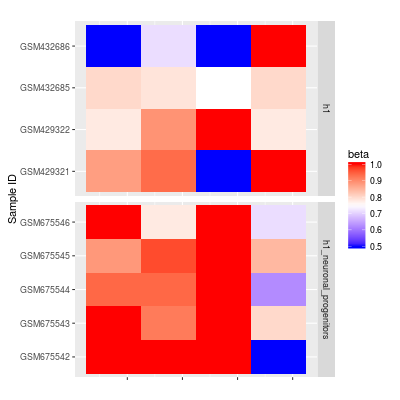 GSM432686
GSM432685
GSM429322
GSM429321
h1
GSM675546
GSM675545
GSM675544
GSM675543
GSM675542
h1_neuronal_progenitors
Sample ID
beta
1.0
0.9
0.8
0.7
0.6
0.5